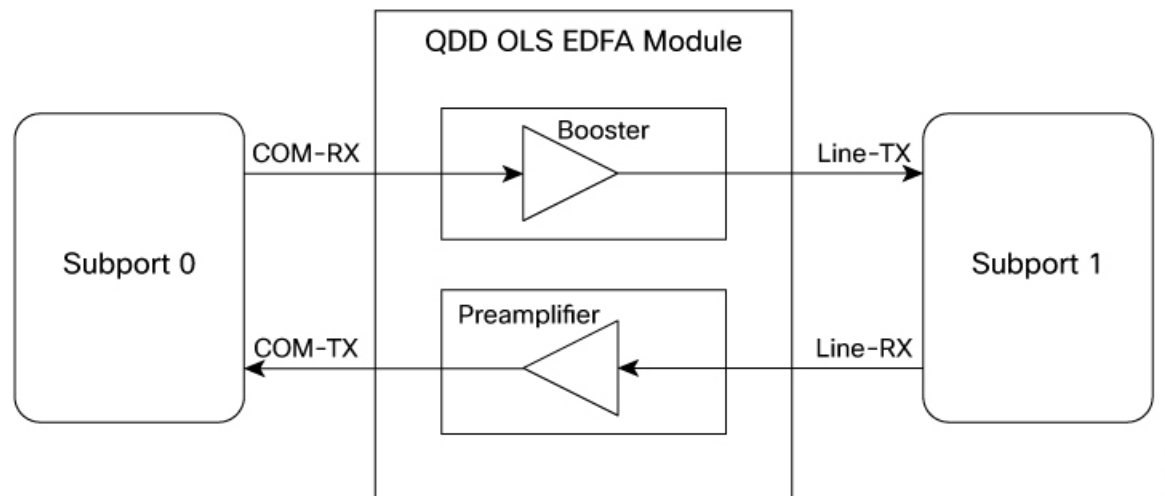 QDD OLS EDFA Module
Booster
COM-RX
Line-TX
Subport 0
Subport 1
Preamplifier
COM-TX
Line-RX